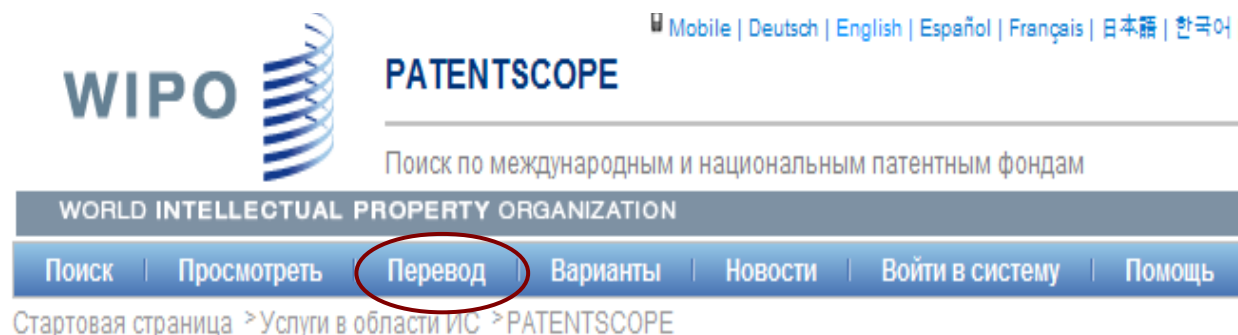 Mobile | Deutsch | English | Español | Français | 日本語 | 한국어
WIPO
PATENTSCOPE
Поиск по международным и национальным патентным фондам
WORLD INTELLECTUAL PROPERTY ORGANIZATION
Поиск | Просмотреть | Перевод | Варианты | Новости | Войти в систему | Помощь
Стартовая страница > Услуги в области ИС > PATENTSCOPE